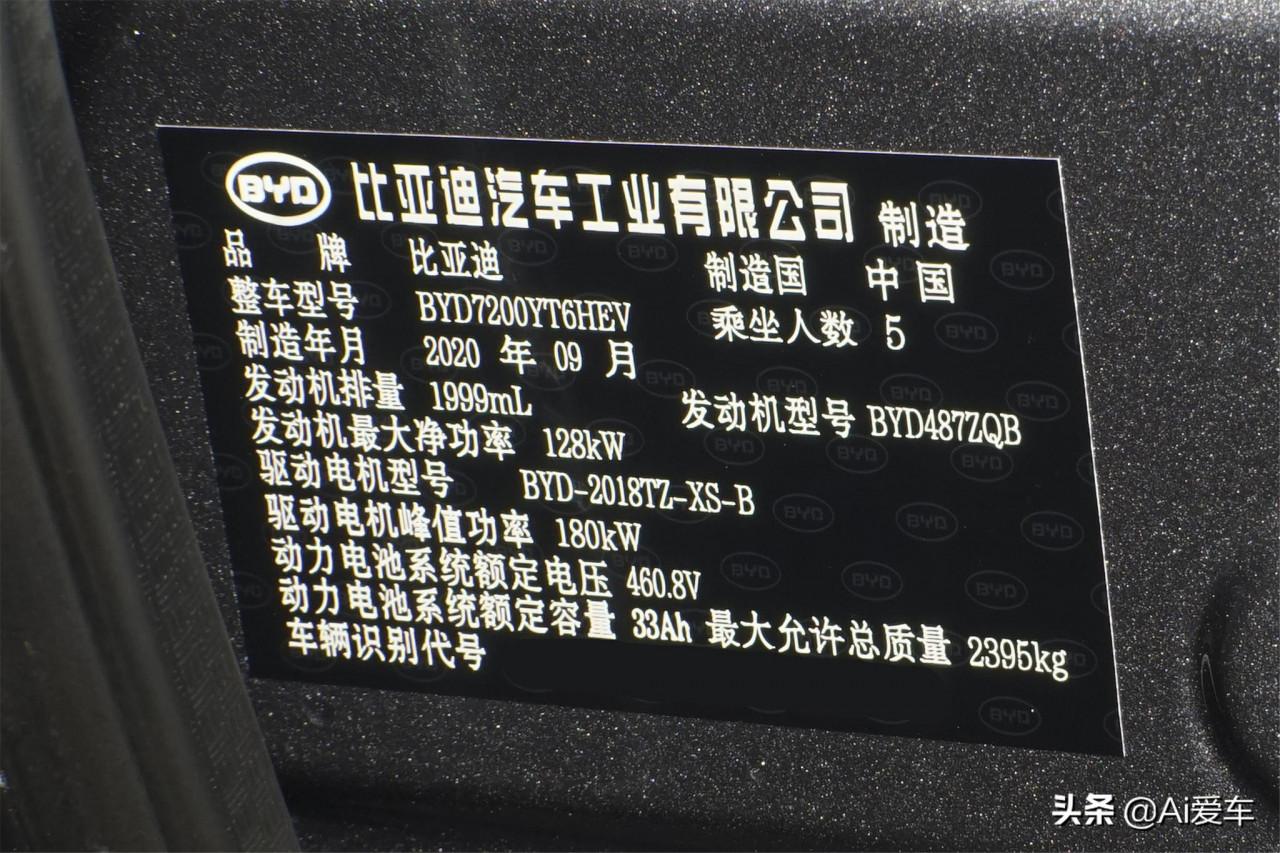 BYD 比亚迪汽车工业有限公司 制造
品牌 比亚迪 制造国 中国
整车型号 BYD7200YT6HEV 乘坐人数 5
制造年月 2020 年 09 月
发动机排量 1999mL 发动机型号 BYD487ZQB
发动机最大净功率 128kW
驱动电机型号 BYD-2018TZ-XS-B
驱动电机峰值功率 180kW
动力电池系统额定电压 460.8V
动力电池系统额定容量 33Ah 最大允许总质量 2395kg
车辆识别代号
头条 @Ai爱车